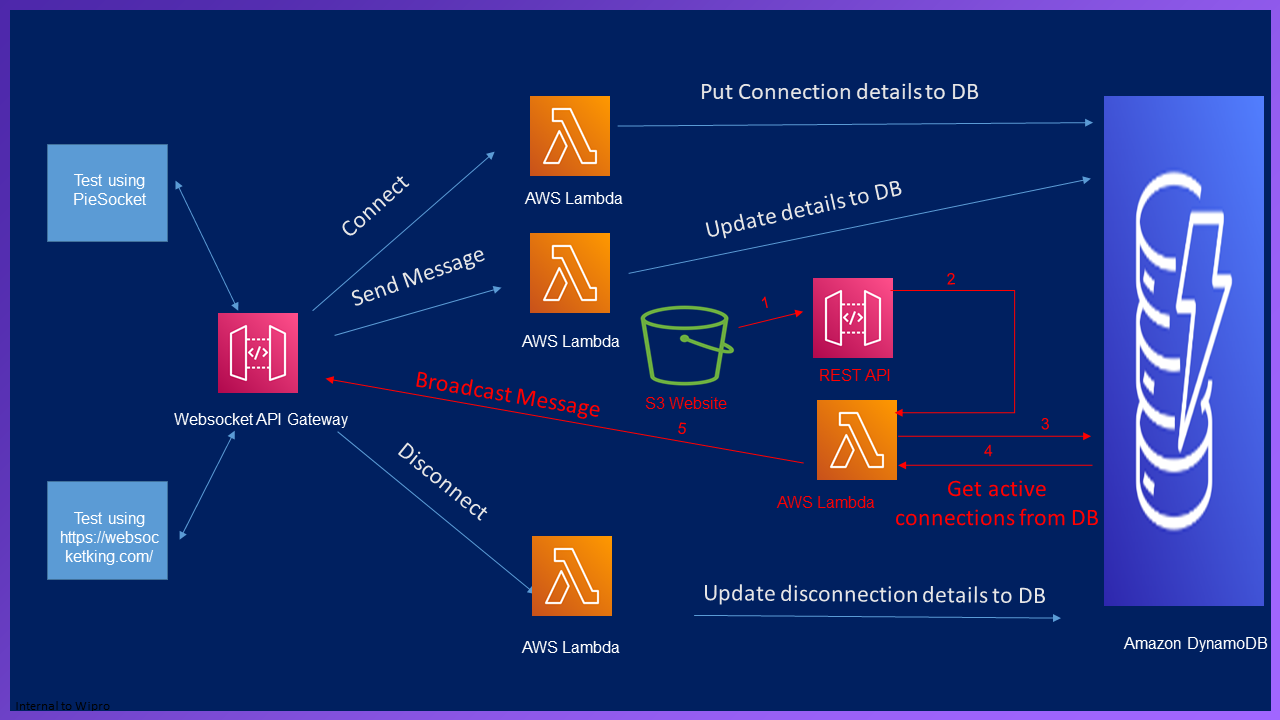 Put Connection details to DB
Test using
PieSocket
Connect
AWS Lambda
Update details to DB
Send Message
AWS Lambda
1
2
REST API
S3 Website
Broadcast Message
5
Websocket API Gateway
3
4
AWS Lambda
Get active
connections from DB
Disconnect
Test using
https://websoc
ketking.com/
Update disconnection details to DB
AWS Lambda
Amazon DynamoDB
Internal to Wipro